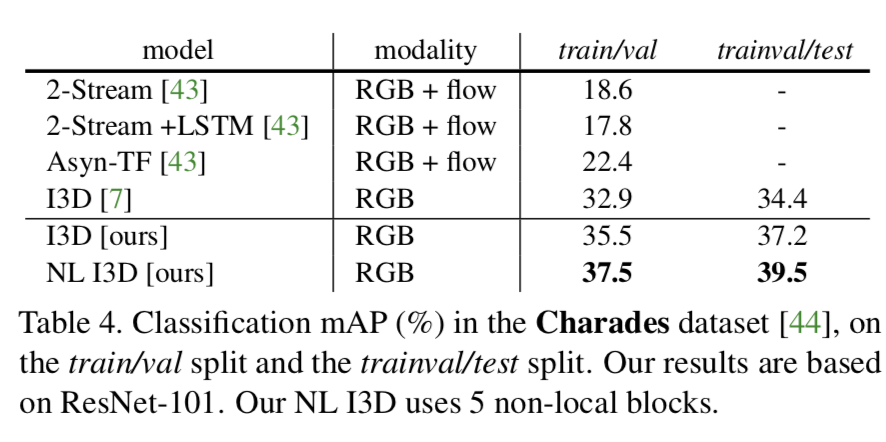 model modality train/val trainval/test
2-Stream [43] RGB + flow 18.6 -
2-Stream +LSTM [43] RGB + flow 17.8 -
Asyn-TF [43] RGB + flow 22.4 -
I3D [7] RGB 32.9 34.4
I3D [ours] RGB 35.5 37.2
NL I3D [ours] RGB 37.5 39.5
Table 4. Classification mAP (%) in the Charades dataset [44], on
the train/val split and the trainval/test split. Our results are based
on ResNet-101. Our NL I3D uses 5 non-local blocks.